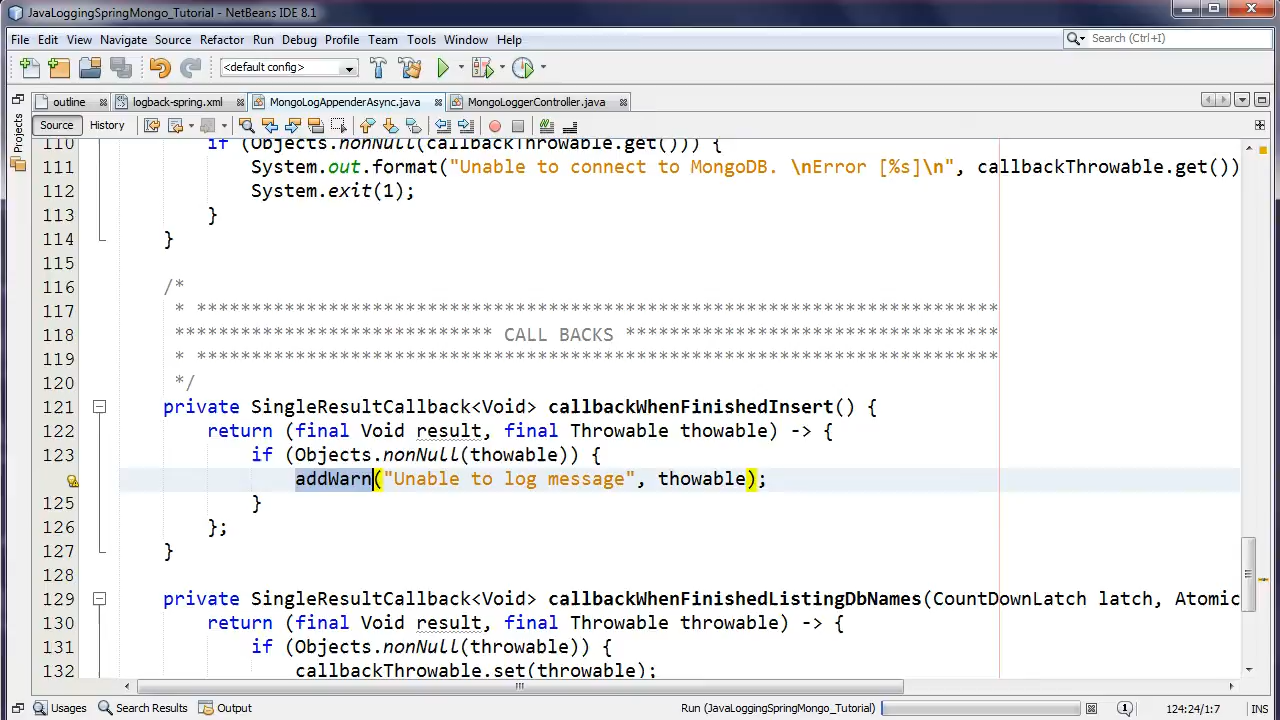 JavaLoggingSpringMongo_Tutorial - NetBeans IDE 8.1
File Edit View Navigate Source Refactor Run Debug Profile Team Tools Window Help
Search (Ctrl+I)
<default config>
outline logback-spring.xml MongoLogAppenderAsync.java MongoLoggerController.java
Source History
Projects
110 if (Objects.nonNull(callbackThrowable.get())) {
111 System.out.format("Unable to connect to MongoDB. \nError [%s]\n", callbackThrowable.get())
112 System.exit(1);
113 }
114 }
115
116 /*
117 * *************************************************************************
118 ***************************** CALL BACKS **********************************
119 * *************************************************************************
120 */
121 private SingleResultCallback<Void> callbackWhenFinishedInsert() {
122 return (final Void result, final Throwable thowable) -> {
123 if (Objects.nonNull(thowable)) {
addWarn("Unable to log message", thowable);
125 }
126 };
127 }
128
129 private SingleResultCallback<Void> callbackWhenFinishedListingDbNames(CountDownLatch latch, Atomic
130 return (final Void result, final Throwable throwable) -> {
131 if (Objects.nonNull(throwable)) {
132 callbackThrowable.set(throwable);
Usages Search Results Output Run (JavaLoggingSpringMongo_Tutorial) 1 124:24/1:7 INS